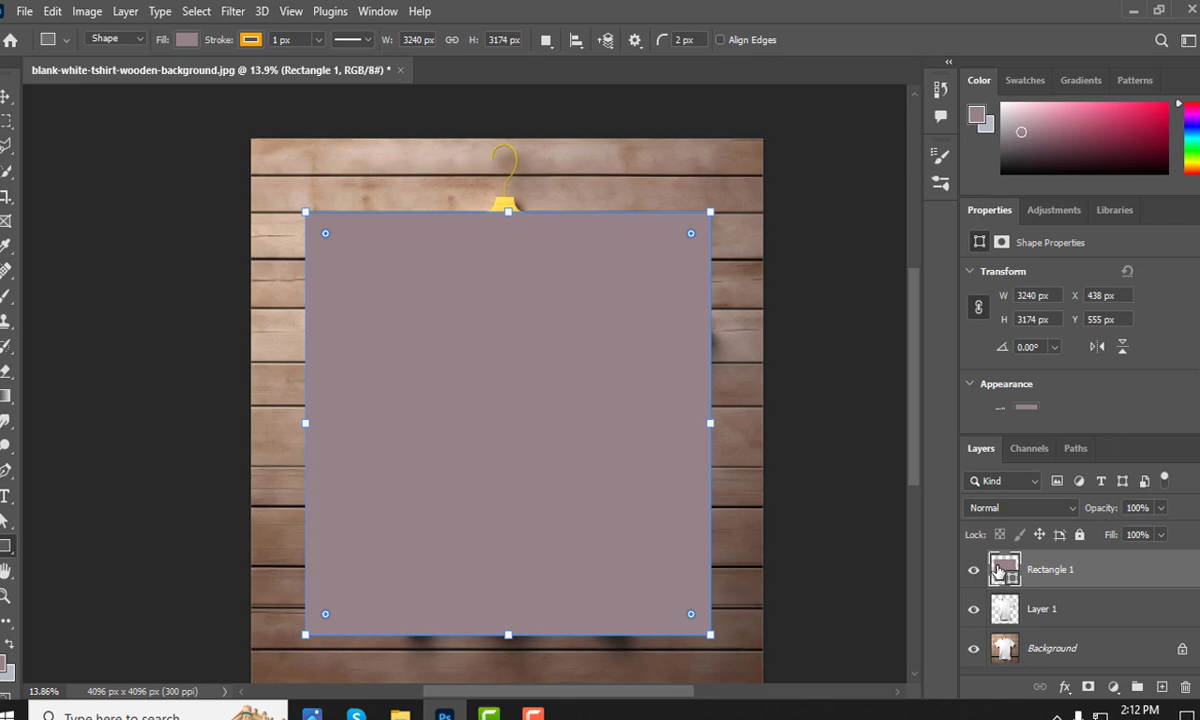 File Edit Image Layer Type Select Filter 3D View Plugins Window Help
Shape Fill: Stroke: 1 px W: 3240 px H: 3174 px 2 px Align Edges
blank-white-tshirt-wooden-background.jpg @ 13.9% (Rectangle 1, RGB/8#) * ×
Color Swatches Gradients Patterns
Properties Adjustments Libraries
Shape Properties
Transform
W 3240 px X 438 px
H 3174 px Y 555 px
0.00°
Appearance
Layers Channels Paths
Kind
Normal Opacity: 100%
Lock: Fill: 100%
Rectangle 1
Layer 1
Background
13.86% 4096 px x 4096 px (300 ppi)
Type here to search
Ps
2:12 PM